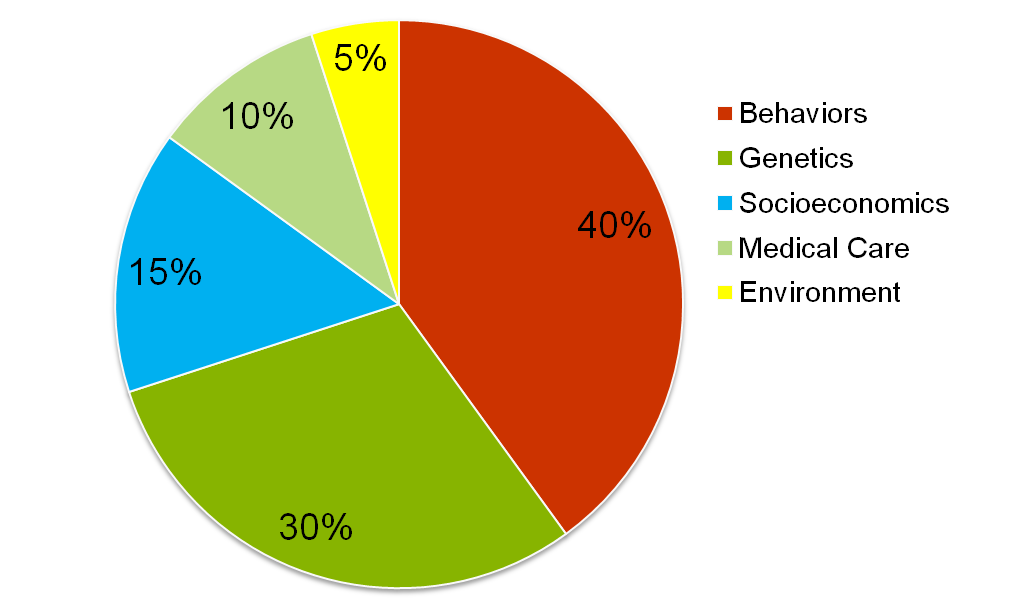 5%
10%
40%
15%
30%
Behaviors
Genetics
Socioeconomics
Medical Care
Environment